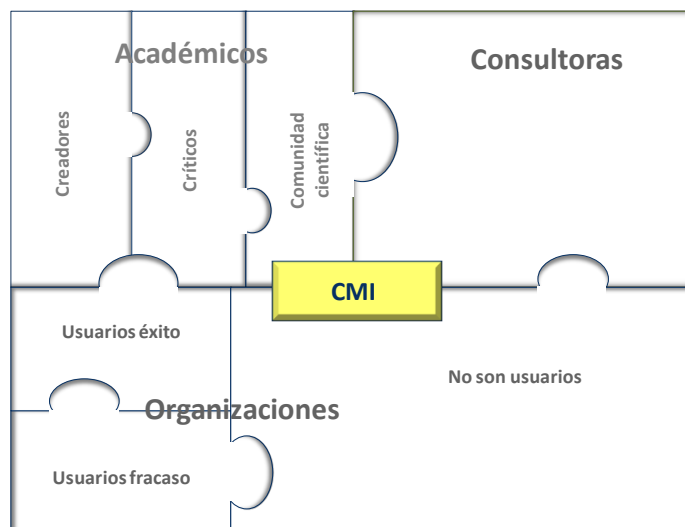 Académicos
Consultoras
Creadores
Críticos
Comunidad
científica
CMI
Usuarios éxito
No son usuarios
Organizaciones
Usuarios fracaso